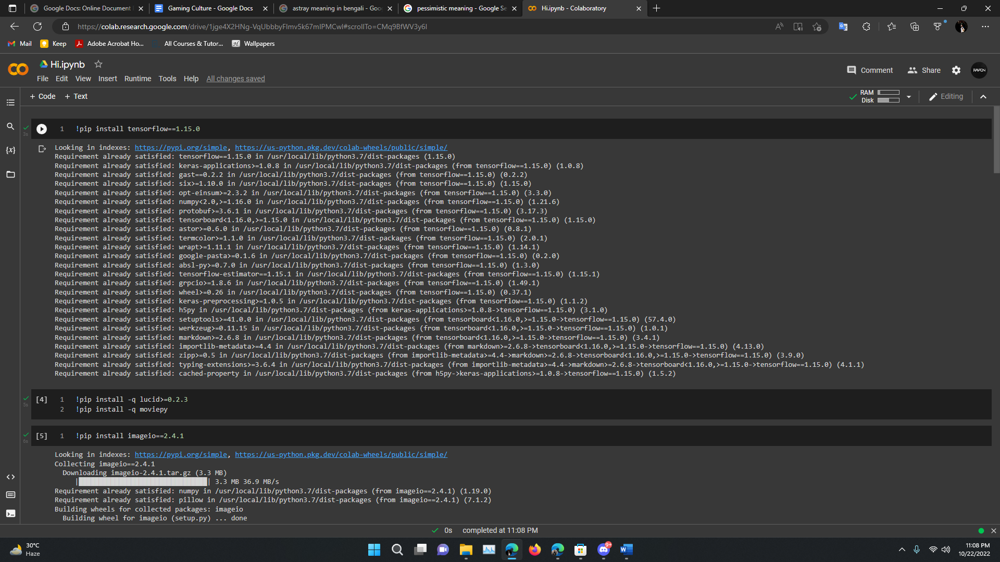 Google Docs: Online Document
Gaming Culture - Google Docs
astray meaning in bengali - Goo
pessimistic meaning - Google Se
Hi.ipynb - Colaboratory
Mail
Keep
Adobe Acrobat Ho...
All Courses & Tutor...
Wallpapers
Hi.ipynb
Comment
Share
RAVEN
File Edit View Insert Runtime Tools Help All changes saved
+ Code + Text
RAM
Disk
Editing
3s
1 !pip install tensorflow==1.15.0
Looking in indexes: https://pypi.org/simple, https://us-python.pkg.dev/colab-wheels/public/simple/
Requirement already satisfied: tensorflow==1.15.0 in /usr/local/lib/python3.7/dist-packages (1.15.0)
Requirement already satisfied: keras-applications>=1.0.8 in /usr/local/lib/python3.7/dist-packages (from tensorflow==1.15.0) (1.0.8)
Requirement already satisfied: gast==0.2.2 in /usr/local/lib/python3.7/dist-packages (from tensorflow==1.15.0) (0.2.2)
Requirement already satisfied: six>=1.10.0 in /usr/local/lib/python3.7/dist-packages (from tensorflow==1.15.0) (1.15.0)
Requirement already satisfied: opt-einsum>=2.3.2 in /usr/local/lib/python3.7/dist-packages (from tensorflow==1.15.0) (3.3.0)
Requirement already satisfied: numpy<2.0,>=1.16.0 in /usr/local/lib/python3.7/dist-packages (from tensorflow==1.15.0) (1.21.6)
Requirement already satisfied: protobuf>=3.6.1 in /usr/local/lib/python3.7/dist-packages (from tensorflow==1.15.0) (3.17.3)
Requirement already satisfied: tensorboard<1.16.0,>=1.15.0 in /usr/local/lib/python3.7/dist-packages (from tensorflow==1.15.0) (1.15.0)
Requirement already satisfied: astor>=0.6.0 in /usr/local/lib/python3.7/dist-packages (from tensorflow==1.15.0) (0.8.1)
Requirement already satisfied: termcolor>=1.1.0 in /usr/local/lib/python3.7/dist-packages (from tensorflow==1.15.0) (2.0.1)
Requirement already satisfied: wrapt>=1.11.1 in /usr/local/lib/python3.7/dist-packages (from tensorflow==1.15.0) (1.14.1)
Requirement already satisfied: google-pasta>=0.1.6 in /usr/local/lib/python3.7/dist-packages (from tensorflow==1.15.0) (0.2.0)
Requirement already satisfied: absl-py>=0.7.0 in /usr/local/lib/python3.7/dist-packages (from tensorflow==1.15.0) (1.3.0)
Requirement already satisfied: tensorflow-estimator==1.15.1 in /usr/local/lib/python3.7/dist-packages (from tensorflow==1.15.0) (1.15.1)
Requirement already satisfied: grpcio>=1.8.6 in /usr/local/lib/python3.7/dist-packages (from tensorflow==1.15.0) (1.49.1)
Requirement already satisfied: wheel>=0.26 in /usr/local/lib/python3.7/dist-packages (from tensorflow==1.15.0) (0.37.1)
Requirement already satisfied: keras-preprocessing>=1.0.5 in /usr/local/lib/python3.7/dist-packages (from tensorflow==1.15.0) (1.1.2)
Requirement already satisfied: h5py in /usr/local/lib/python3.7/dist-packages (from keras-applications>=1.0.8->tensorflow==1.15.0) (3.1.0)
Requirement already satisfied: setuptools>=41.0.0 in /usr/local/lib/python3.7/dist-packages (from tensorboard<1.16.0,>=1.15.0->tensorflow==1.15.0) (57.4.0)
Requirement already satisfied: werkzeug>=0.11.15 in /usr/local/lib/python3.7/dist-packages (from tensorboard<1.16.0,>=1.15.0->tensorflow==1.15.0) (1.0.1)
Requirement already satisfied: markdown>=2.6.8 in /usr/local/lib/python3.7/dist-packages (from tensorboard<1.16.0,>=1.15.0->tensorflow==1.15.0) (3.4.1)
Requirement already satisfied: importlib-metadata>=4.4 in /usr/local/lib/python3.7/dist-packages (from markdown>=2.6.8->tensorboard<1.16.0,>=1.15.0->tensorflow==1.15.0) (4.13.0)
Requirement already satisfied: zipp>=0.5 in /usr/local/lib/python3.7/dist-packages (from importlib-metadata>=4.4->markdown>=2.6.8->tensorboard<1.16.0,>=1.15.0->tensorflow==1.15.0) (3.9.0)
Requirement already satisfied: typing-extensions>=3.6.4 in /usr/local/lib/python3.7/dist-packages (from importlib-metadata>=4.4->markdown>=2.6.8->tensorboard<1.16.0,>=1.15.0->tensorflow==1.15.0) (4.1.1)
Requirement already satisfied: cached-property in /usr/local/lib/python3.7/dist-packages (from h5py->keras-applications>=1.0.8->tensorflow==1.15.0) (1.5.2)
5s
[4] 1 !pip install -q lucid>=0.2.3
2 !pip install -q moviepy
6s
[5] 1 !pip install imageio==2.4.1
Looking in indexes: https://pypi.org/simple, https://us-python.pkg.dev/colab-wheels/public/simple/
Collecting imageio==2.4.1
Downloading imageio-2.4.1.tar.gz (3.3 MB)
3.3 MB 36.9 MB/s
Requirement already satisfied: numpy in /usr/local/lib/python3.7/dist-packages (from imageio==2.4.1) (1.19.0)
Requirement already satisfied: pillow in /usr/local/lib/python3.7/dist-packages (from imageio==2.4.1) (7.1.2)
Building wheels for collected packages: imageio
Building wheel for imageio (setup.py) ... done
0s completed at 11:08 PM
30°C
Haze
9+
11:08 PM
10/22/2022